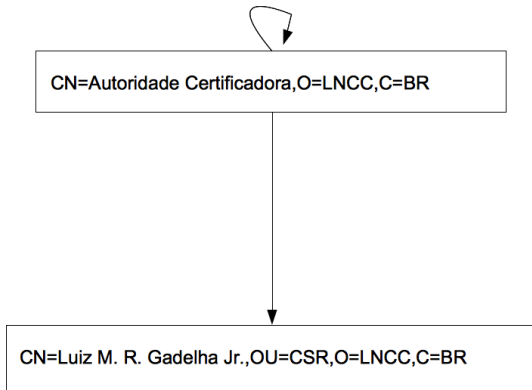 CN=Autoridade Certificadora,O=LNCC,C=BR
CN=Luiz M. R. Gadelha Jr.,OU=CSR,O=LNCC,C=BR